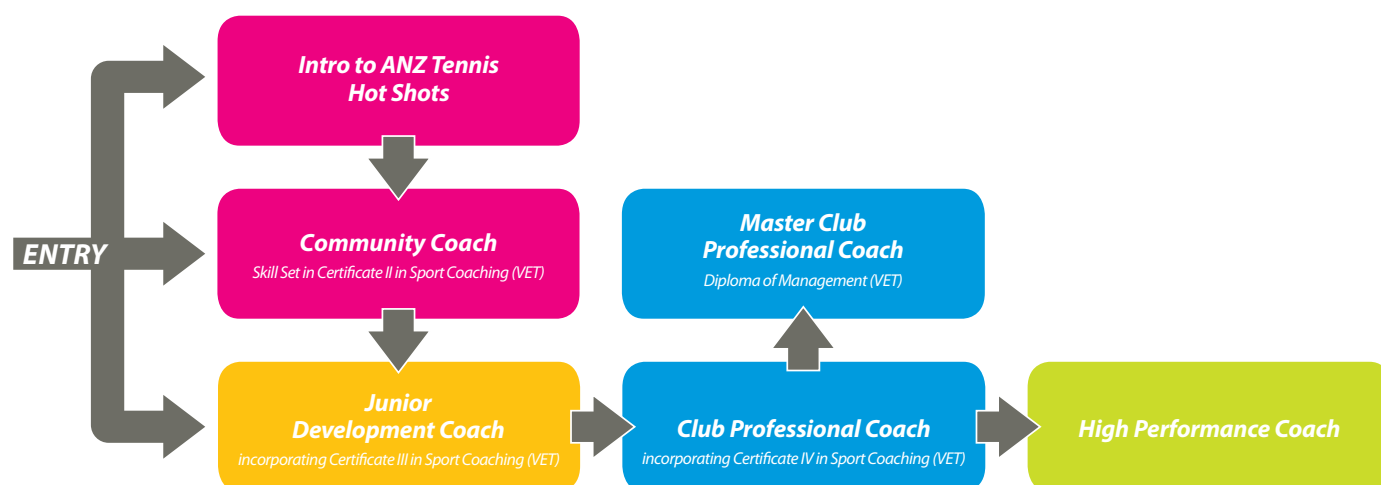 Intro to ANZ Tennis
Hot Shots
ENTRY
Community Coach
Skill Set in Certificate II in Sport Coaching (VET)
Master Club
Professional Coach
Diploma of Management (VET)
Junior
Development Coach
incorporating Certificate III in Sport Coaching (VET)
Club Professional Coach
incorporating Certificate IV in Sport Coaching (VET)
High Performance Coach